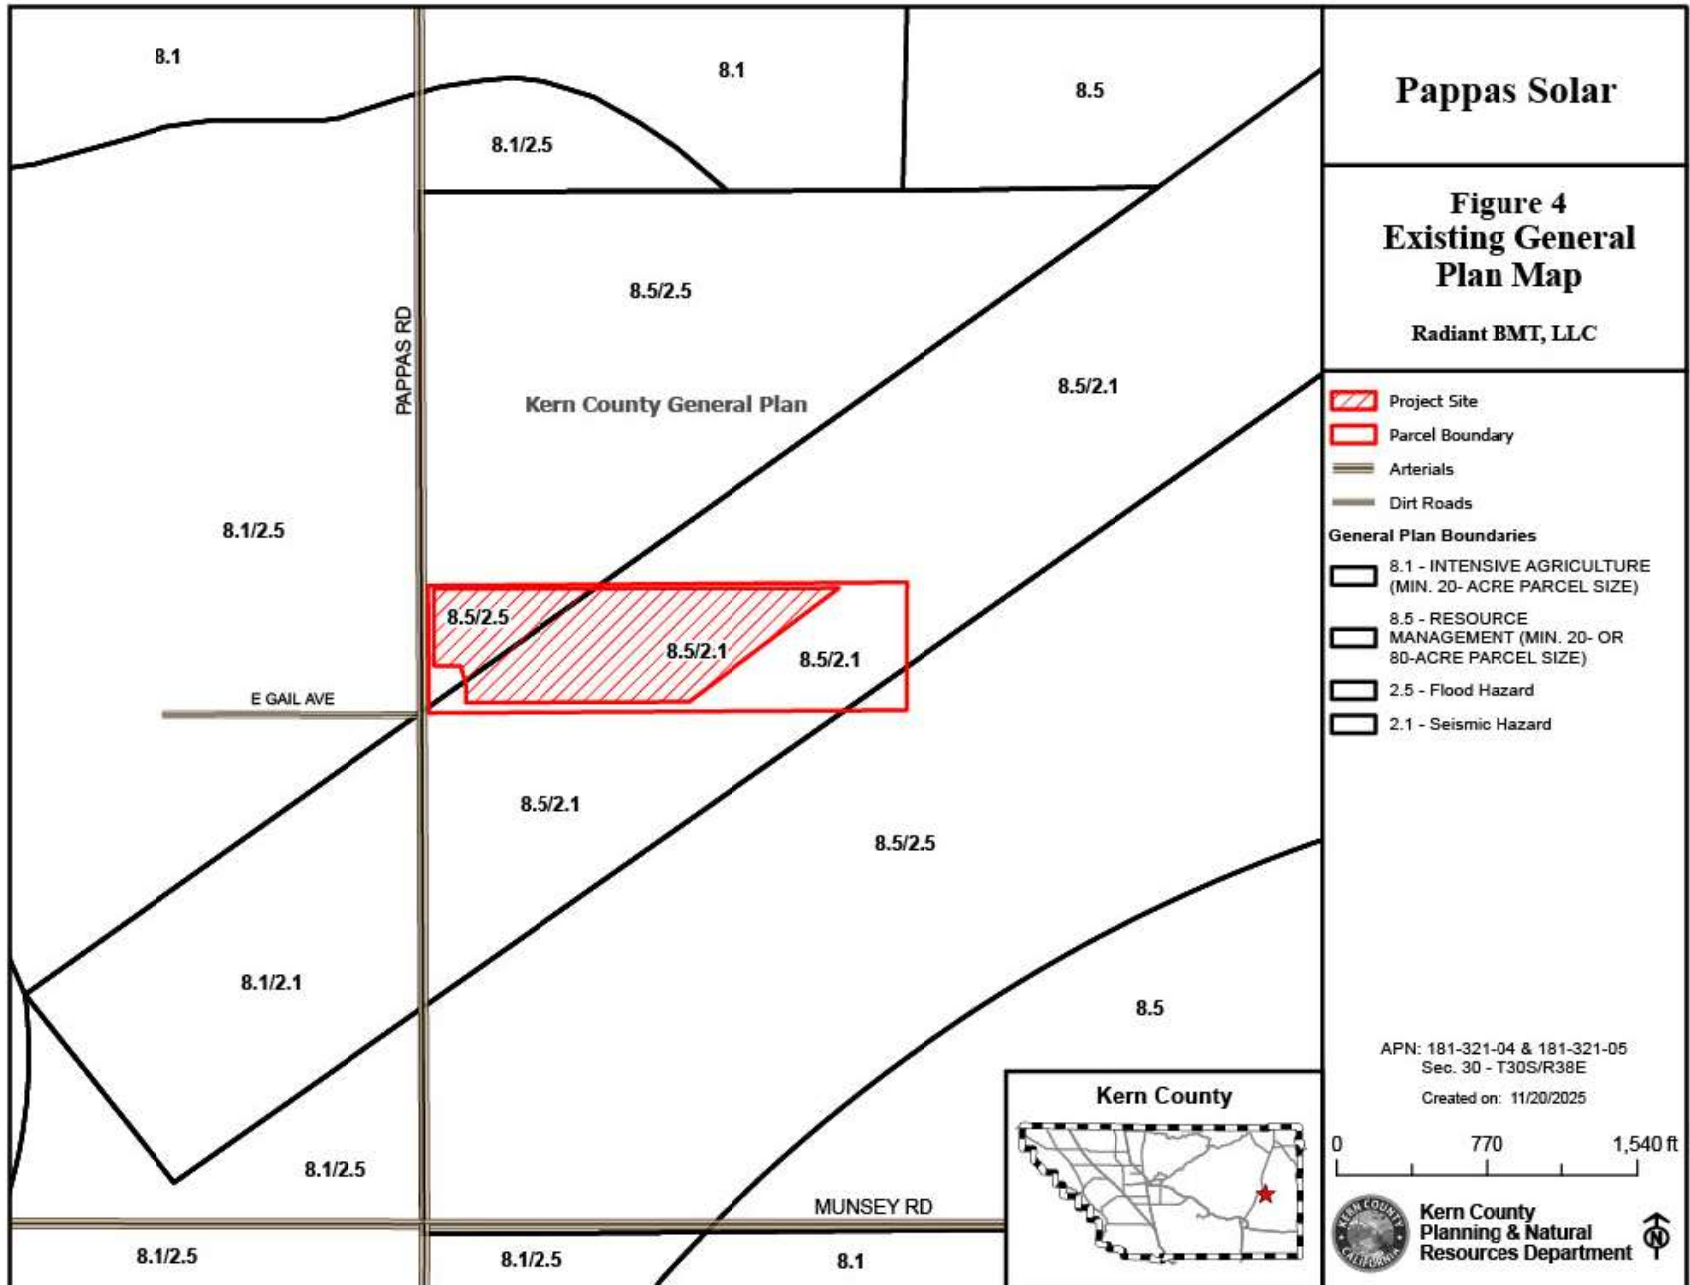 8.1
8.1
8.5
8.1/2.5
8.5/2.5
PAPPAS RD
Kern County General Plan
8.5/2.1
8.1/2.5
8.5/2.5
8.5/2.1
8.5/2.1
E GAIL AVE
8.5/2.1
8.5/2.5
8.1/2.1
8.5
8.1/2.5
MUNSEY RD
8.1/2.5
8.1/2.5
8.1
Kern County
Pappas Solar
Figure 4
Existing General
Plan Map
Radiant BMT, LLC
Project Site
Parcel Boundary
Arterials
Dirt Roads
General Plan Boundaries
8.1 - INTENSIVE AGRICULTURE
(MIN. 20- ACRE PARCEL SIZE)
8.5 - RESOURCE
MANAGEMENT (MIN. 20- OR
80-ACRE PARCEL SIZE)
2.5 - Flood Hazard
2.1 - Seismic Hazard
APN: 181-321-04 & 181-321-05
Sec. 30 - T30S/R38E
Created on: 11/20/2025
0 770 1,540 ft
KERN COUNTY
CALIFORNIA
Kern County
Planning & Natural
Resources Department
N